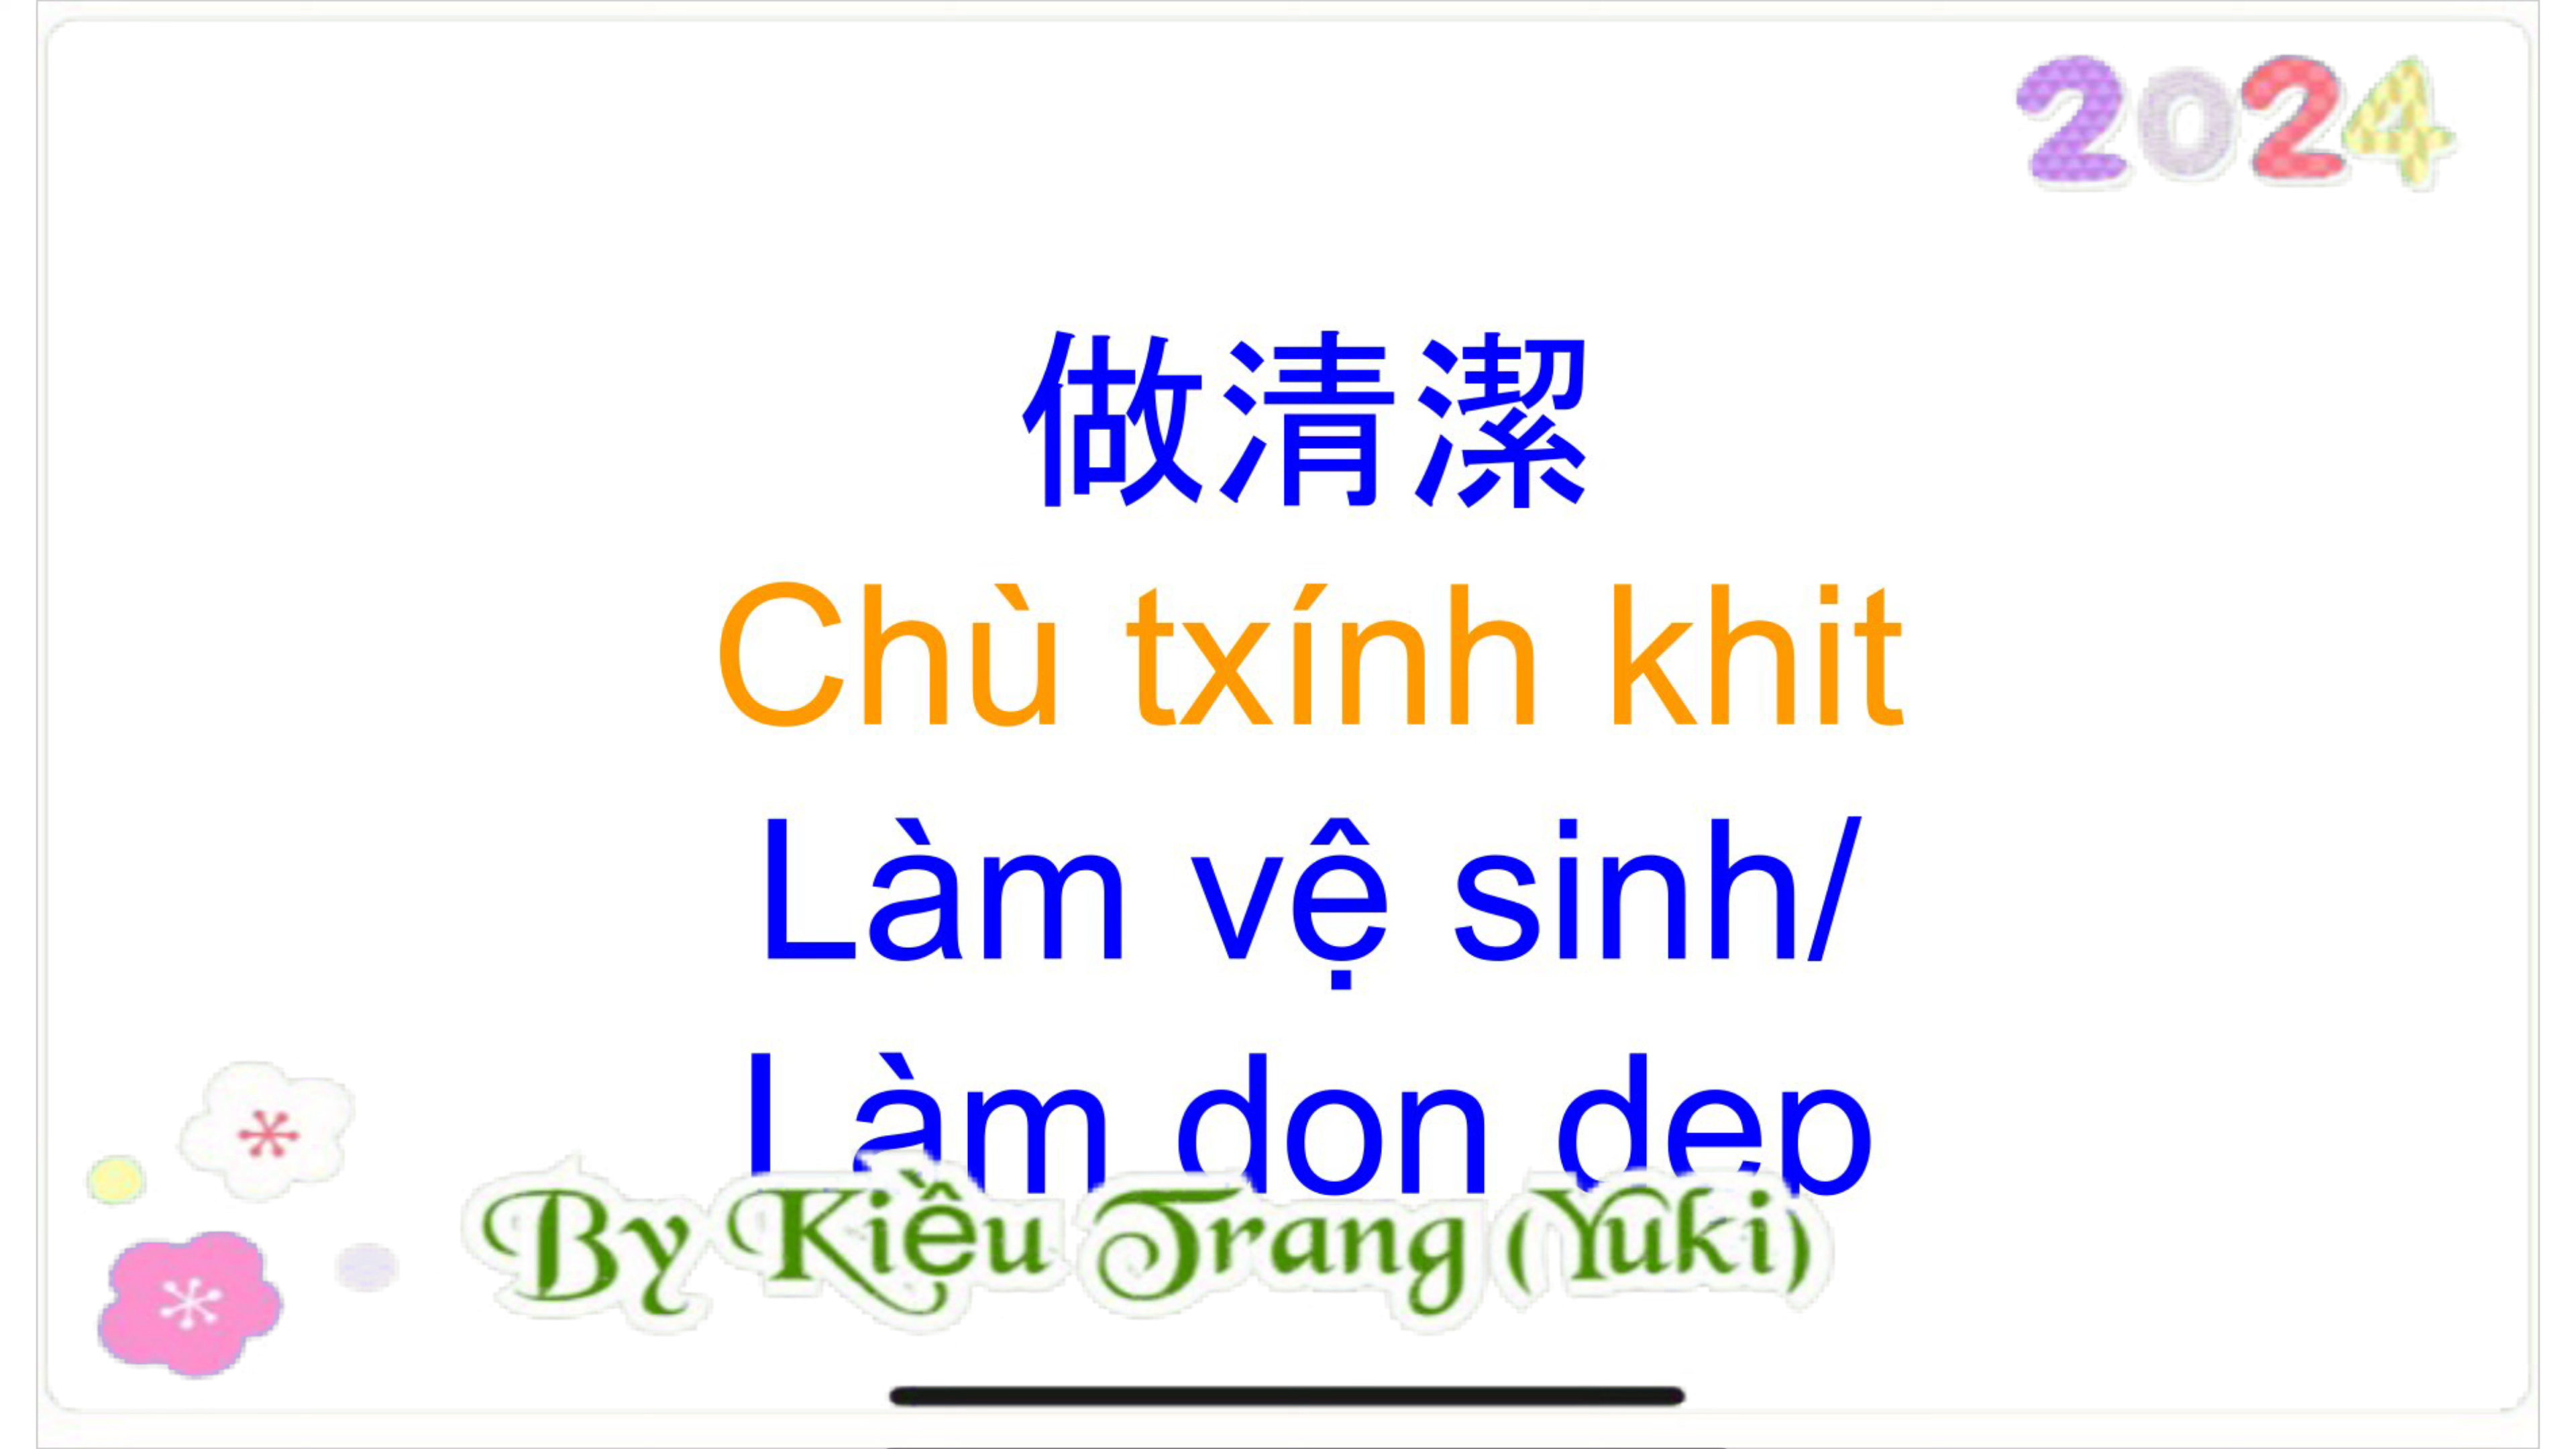 2024
做清潔
Chù txính khit
Làm vệ sinh/
Làm dọn dẹp
By Kiều Trang (Yuki)